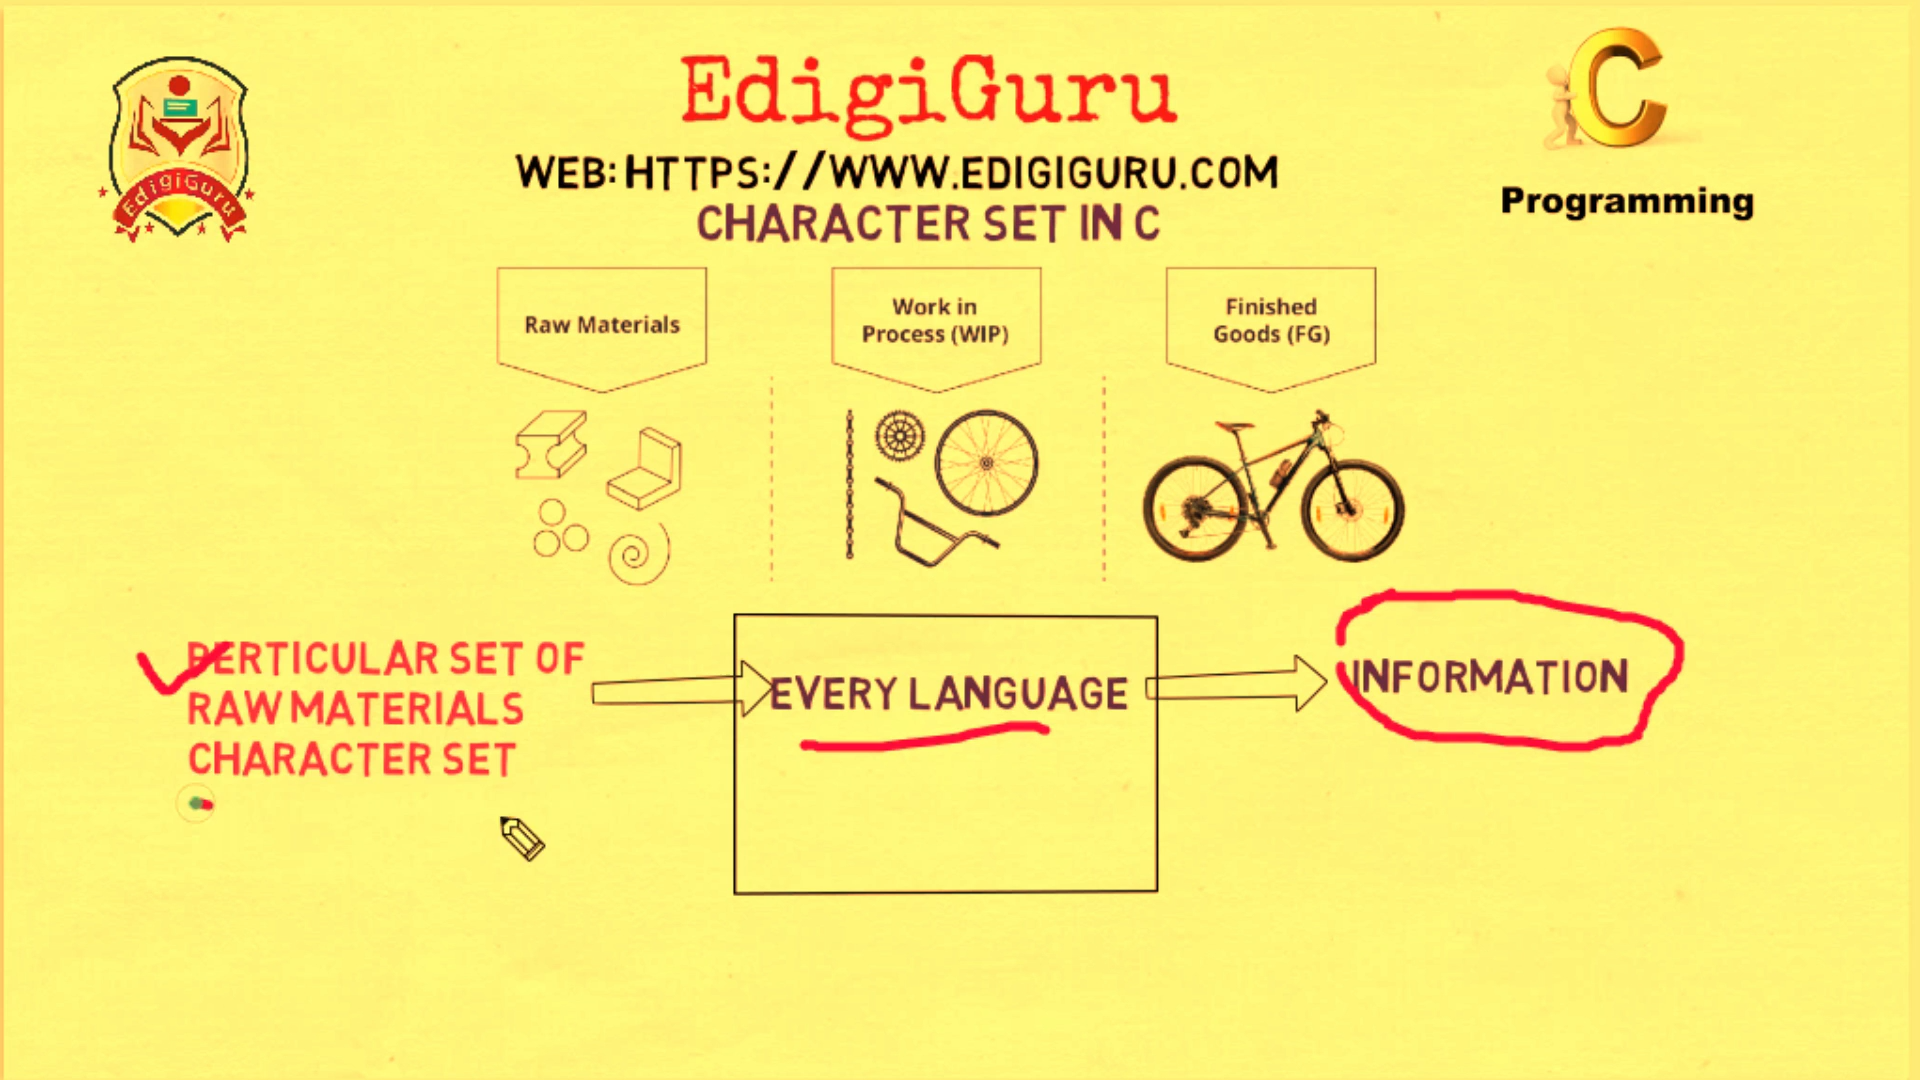 EdigiGuru
EdigiGuru
WEB: HTTPS://WWW.EDIGIGURU.COM
CHARACTER SET IN C
C
Programming
Raw Materials
Work in
Process (WIP)
Finished
Goods (FG)
PERTICULAR SET OF
RAW MATERIALS
CHARACTER SET
EVERY LANGUAGE
INFORMATION